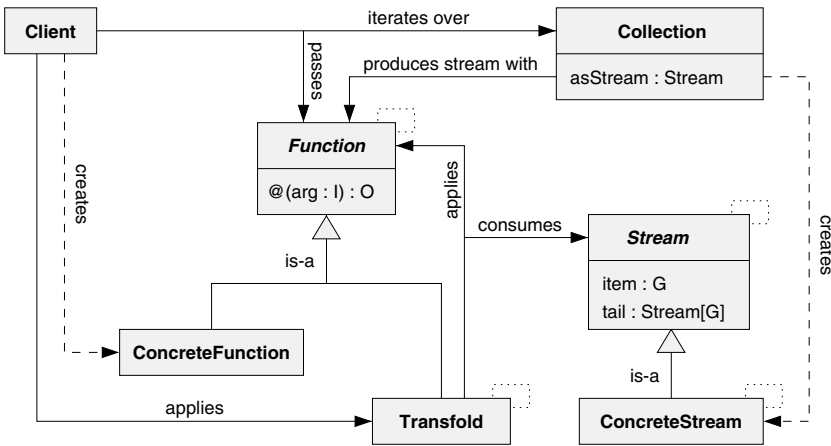 Client
iterates over
Collection
passes
produces stream with
asStream : Stream
Function
@(arg : I) : O
creates
applies
consumes
Stream
creates
is-a
item : G
tail : Stream[G]
ConcreteFunction
is-a
applies
Transfold
ConcreteStream